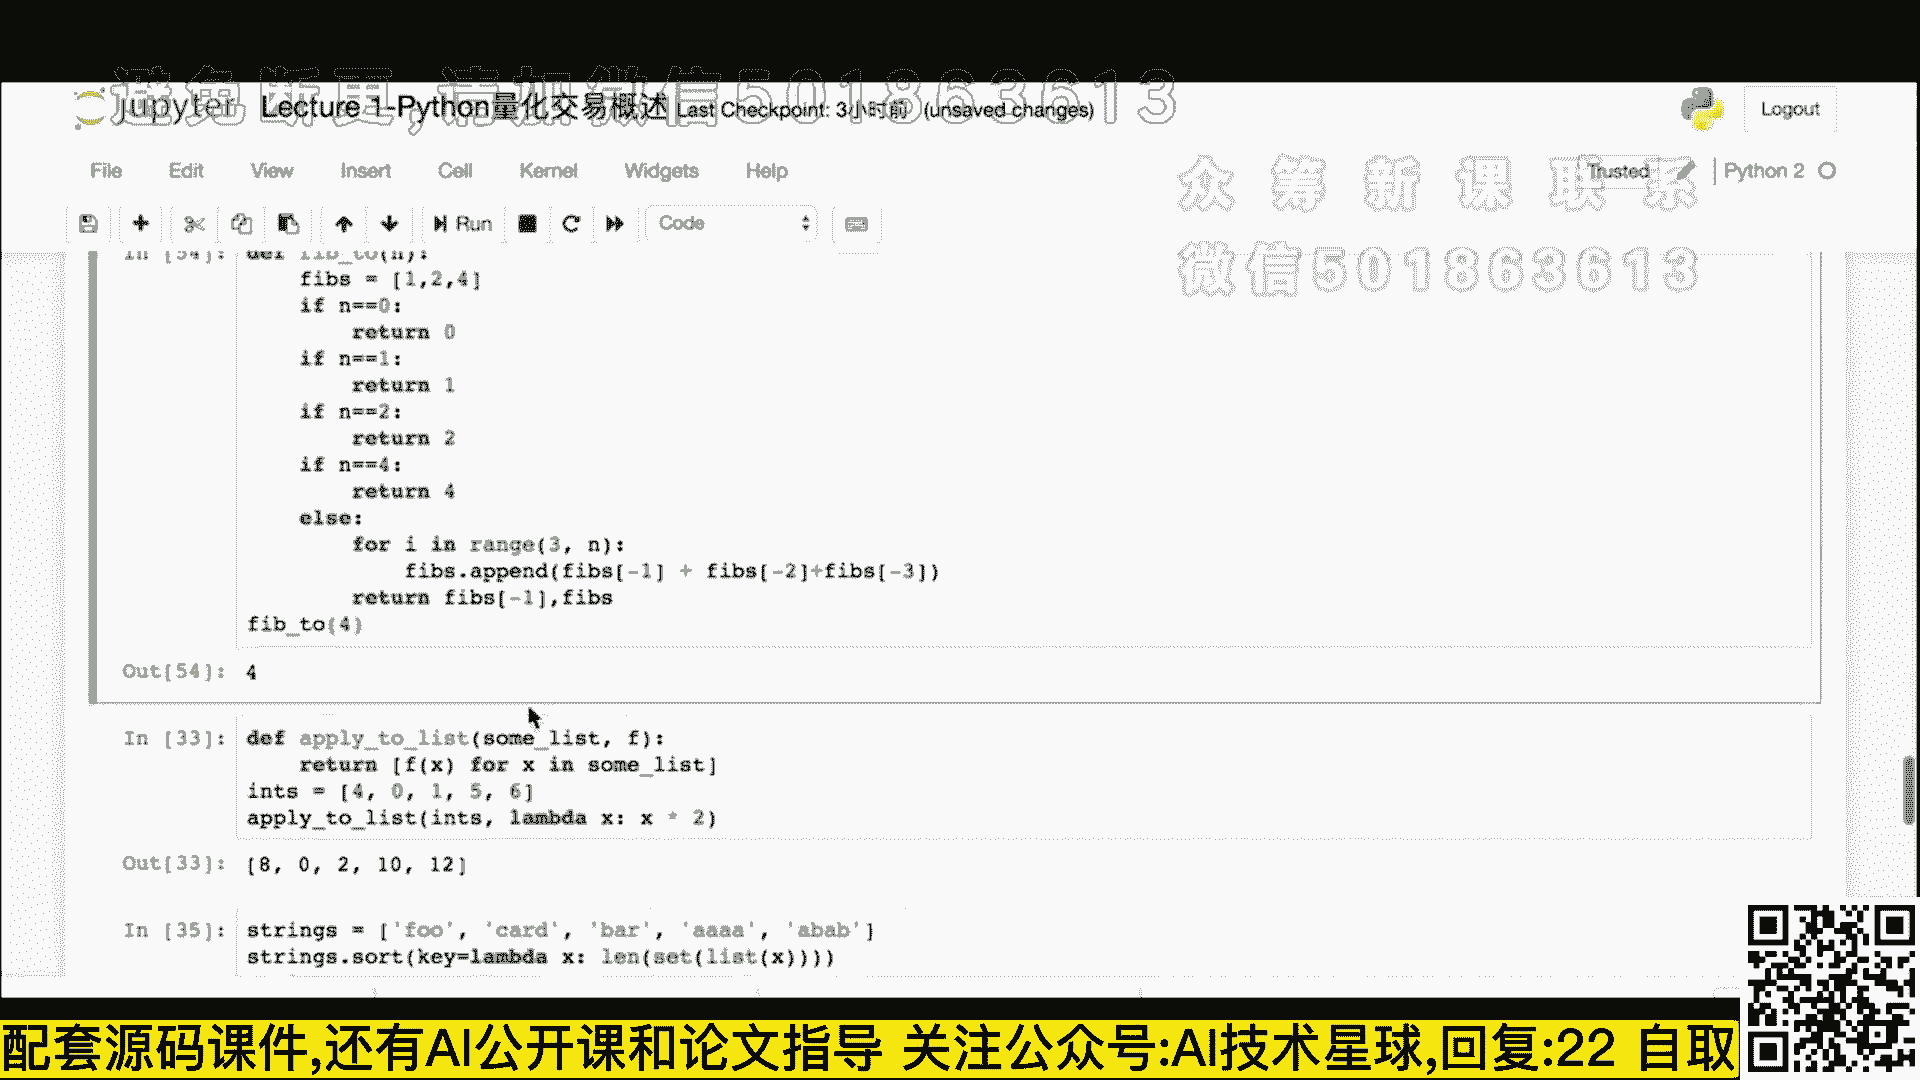 避免断更,请加微信501863613
jupyter Lecture 1-Python量化交易概述 Last Checkpoint: 3小时前 (unsaved changes)
Logout
众筹新课联系
微信501863613
File Edit View Insert Cell Kernel Widgets Help
Trusted Python 2
Run Code
In [54]: def fib_to(n):
fibs = [1,2,4]
if n==0:
return 0
if n==1:
return 1
if n==2:
return 2
if n==4:
return 4
else:
for i in range(3, n):
fibs.append(fibs[-1] + fibs[-2]+fibs[-3])
return fibs[-1],fibs
fib_to(4)
Out[54]: 4
In [33]: def apply_to_list(some_list, f):
return [f(x) for x in some_list]
ints = [4, 0, 1, 5, 6]
apply_to_list(ints, lambda x: x * 2)
Out[33]: [8, 0, 2, 10, 12]
In [35]: strings = ['foo', 'card', 'bar', 'aaaa', 'abab']
strings.sort(key=lambda x: len(set(list(x))))
配套源码课件,还有AI公开课和论文指导 关注公众号:AI技术星球,回复:22 自取